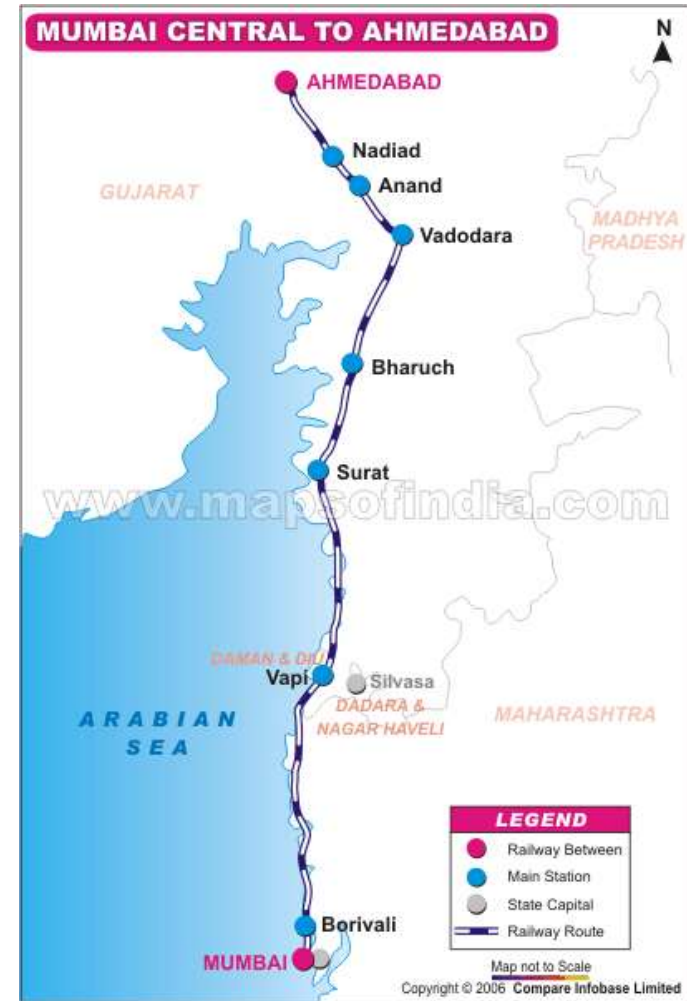 MUMBAI CENTRAL TO AHMEDABAD
N
AHMEDABAD
Nadiad
Anand
GUJARAT
Vadodara
MADHYA
PRADESH
Bharuch
Surat
www.mapsofindia.com
DAMAN & DIU
Vapi
Silvasa
DADARA &
NAGAR HAVELI
MAHARASHTRA
ARABIAN
SEA
LEGEND
Railway Between
Main Station
State Capital
Railway Route
Borivali
MUMBAI
Map not to Scale
Copyright © 2006 Compare Infobase Limited